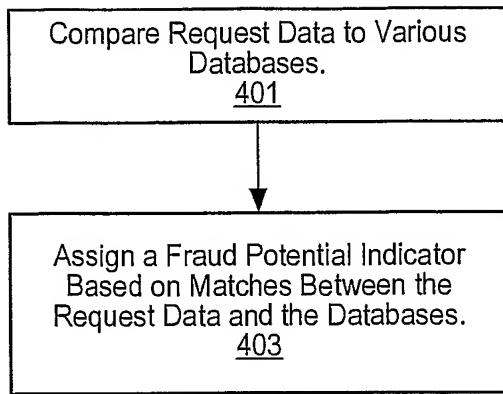 Compare Request Data to Various
Databases.
401
Assign a Fraud Potential Indicator
Based on Matches Between the
Request Data and the Databases.
403